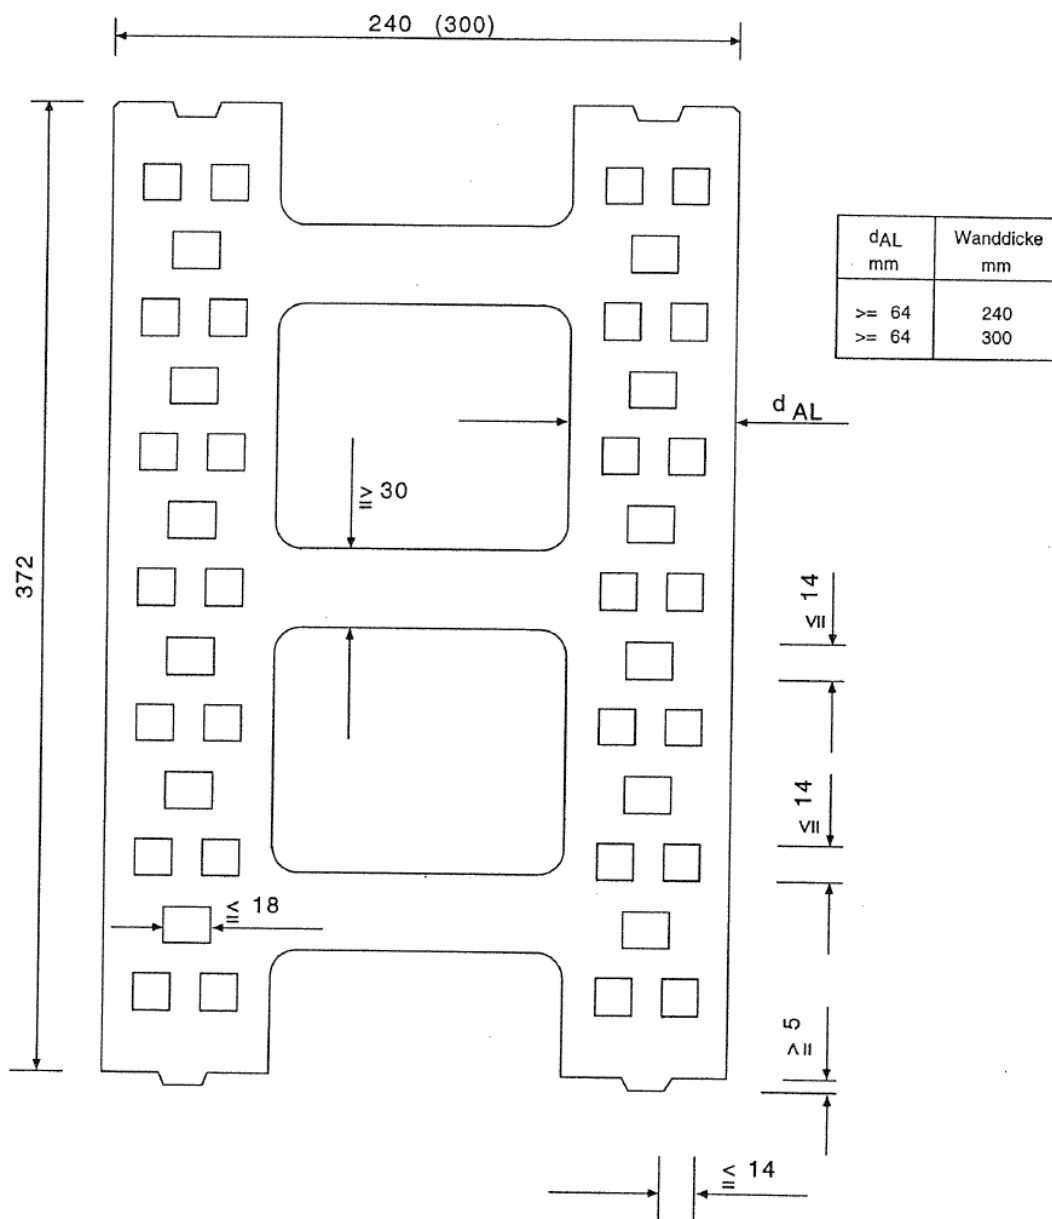 240 (300)
dAL Wanddicke
mm mm
>= 64 240
>= 64 300
d AL
≧ 30
372
≦ 14
≦ 14
≦ 18
≧ 5
≦ 14